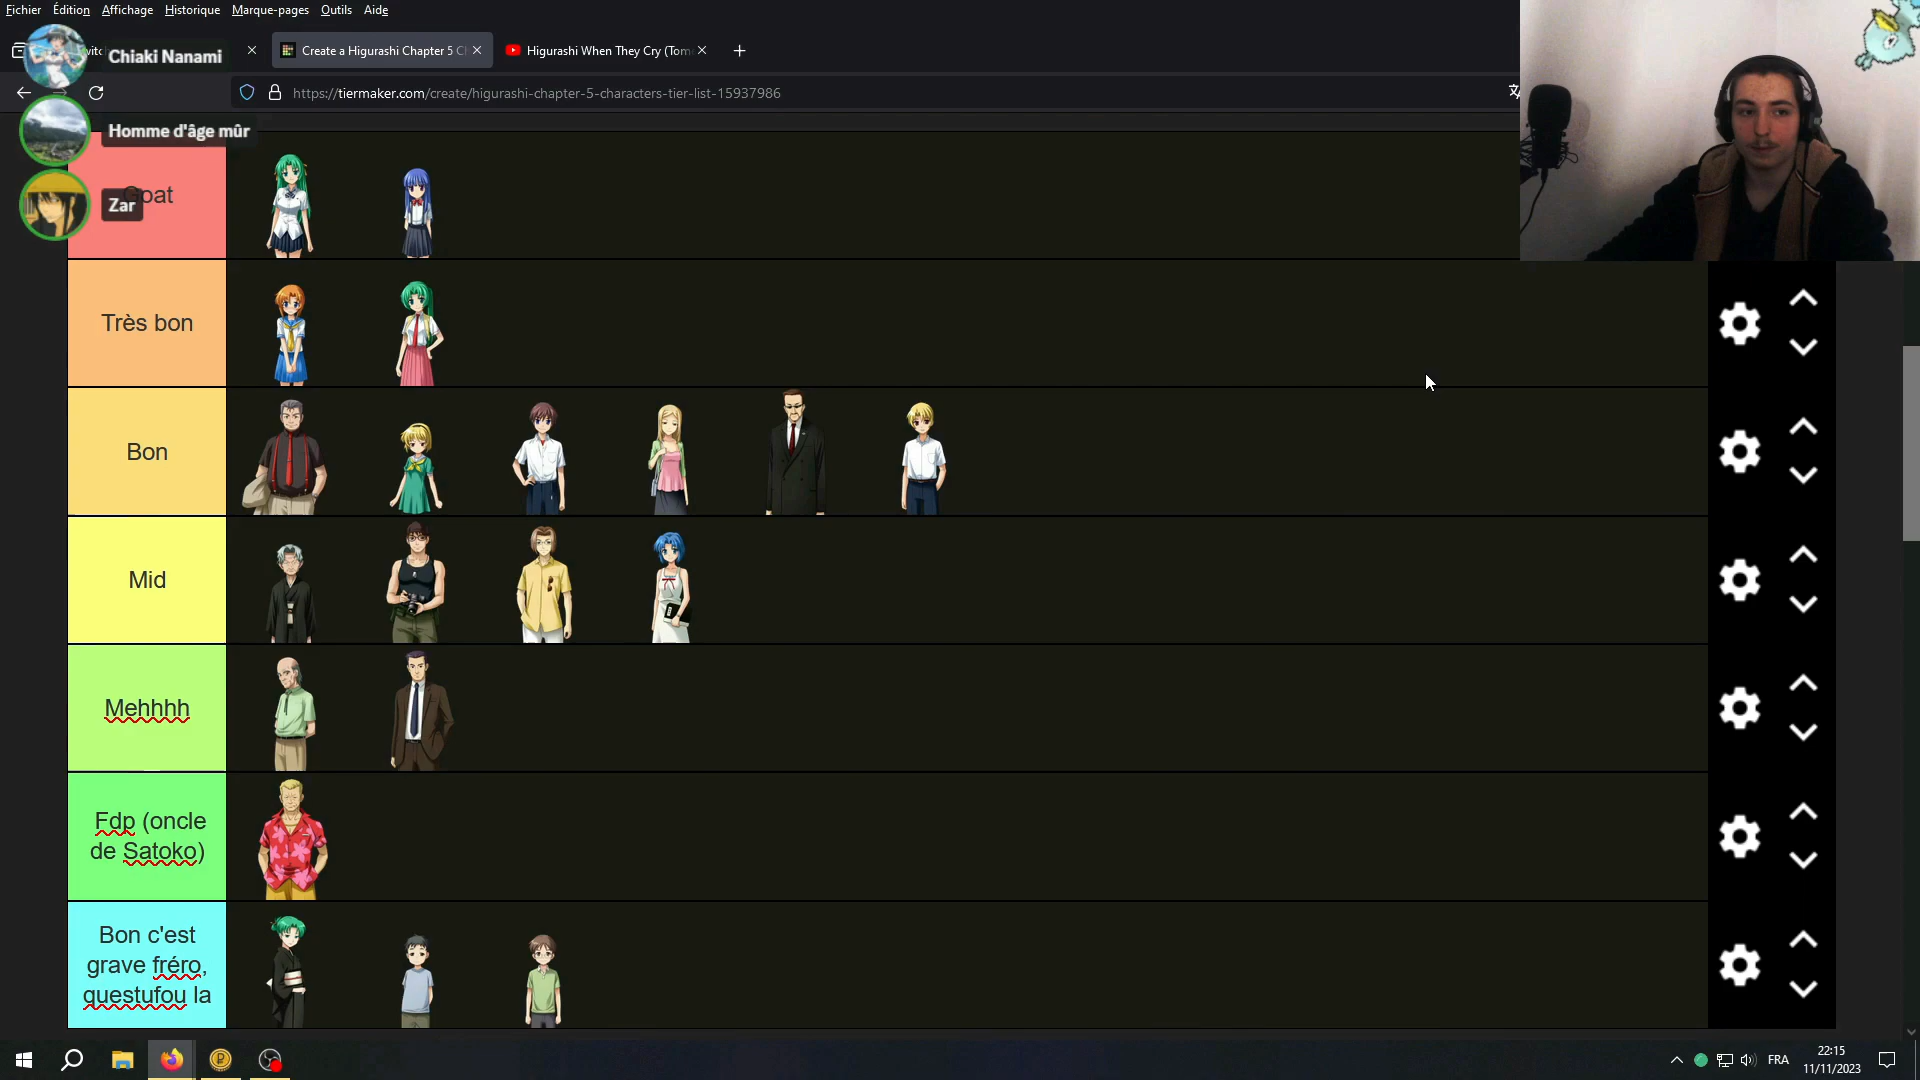 Fichier Édition Affichage Historique Marque-pages Outils Aide
Create a Higurashi Chapter 5 C
Higurashi When They Cry (Tom
https://tiermaker.com/create/higurashi-chapter-5-characters-tier-list-15937986
Chiaki Nanami
Homme d'âge mûr
Zar
Goat
Très bon
Bon
Mid
Mehhhh
Fdp (oncle
de Satoko)
Bon c'est
grave fréro,
questufou la
FRA
22:15
11/11/2023